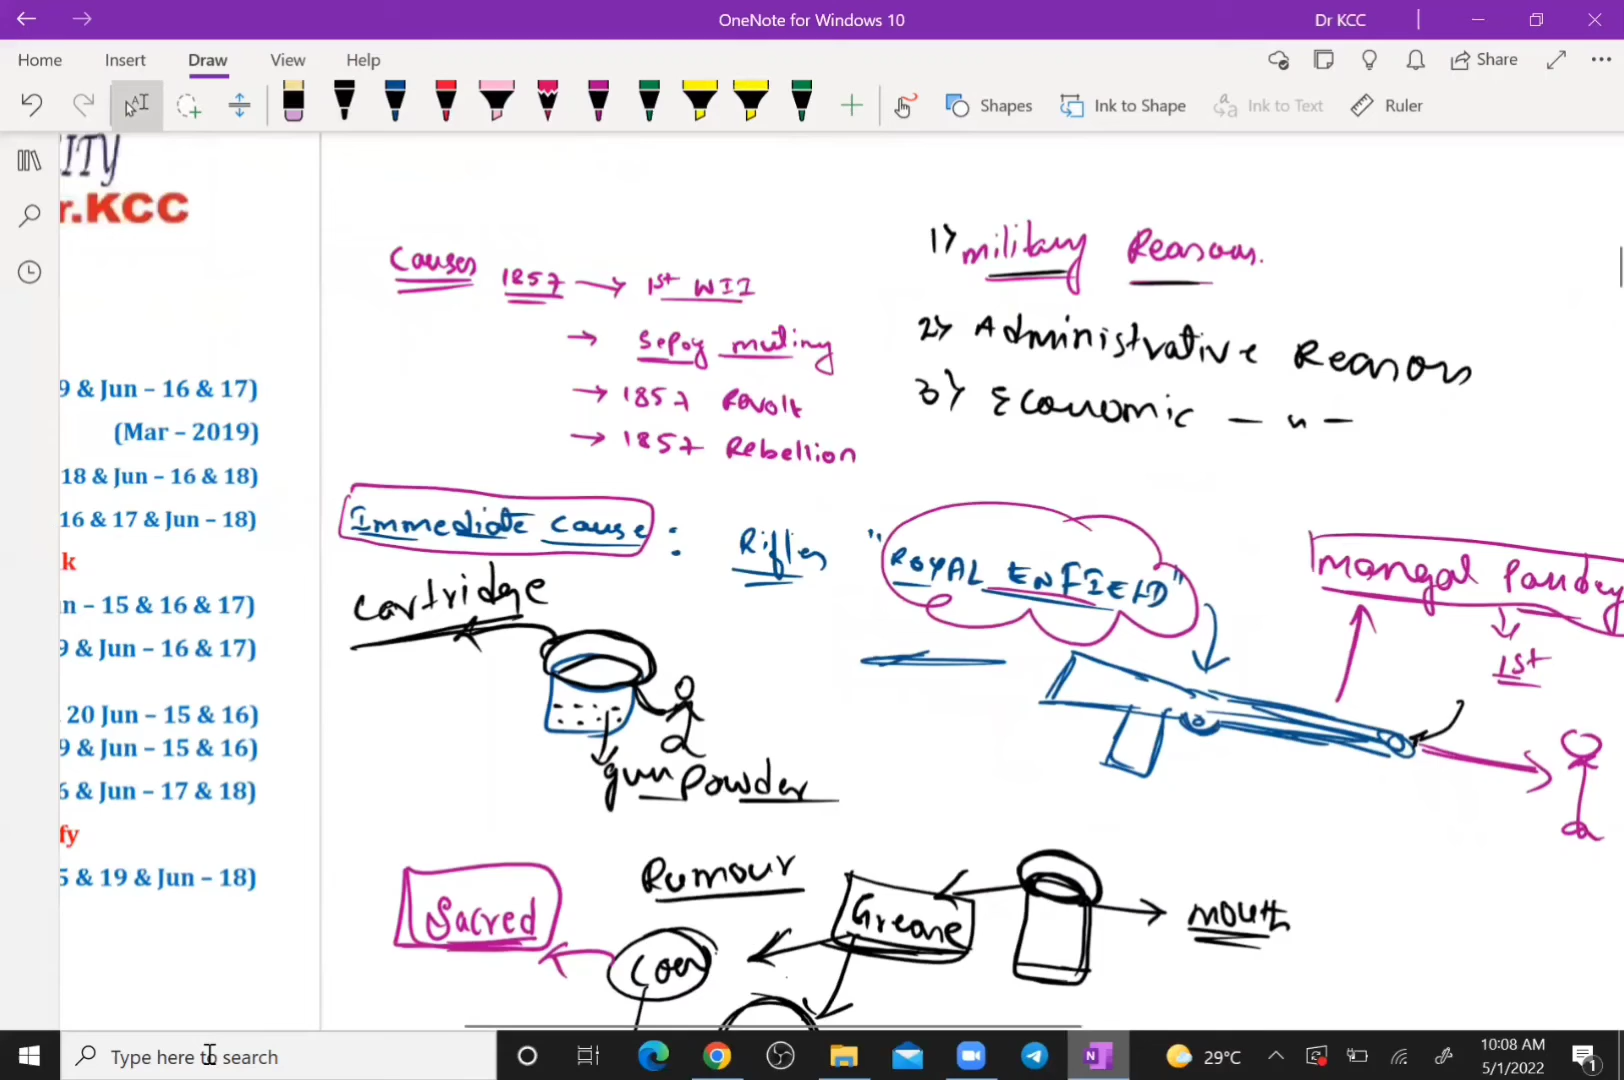 OneNote for Windows 10
Dr KCC
Home Insert Draw View Help
Share
Shapes Ink to Shape Ink to Text Ruler
ITY
r.KCC
9 & Jun – 16 & 17)
(Mar – 2019)
18 & Jun – 16 & 18)
16 & 17 & Jun – 18)
k
n – 15 & 16 & 17)
9 & Jun – 16 & 17)
20 Jun – 15 & 16)
9 & Jun – 15 & 16)
6 & Jun – 17 & 18)
fy
5 & 19 & Jun – 18)
Causes 1857 → 1st WII
→ Sepoy mutiny
→ 1857 Revolt
→ 1857 Rebellion
1) military Reasons.
2) Administrative Reason
3) Economic — " —
Immediate cause : Rifles "ROYAL ENFIELD"
mangal Pandey
1st
cartridge
gun powder
Rumour
Sacred
Cow
Grease
mouth
Type here to search
29°C
10:08 AM
5/1/2022
1